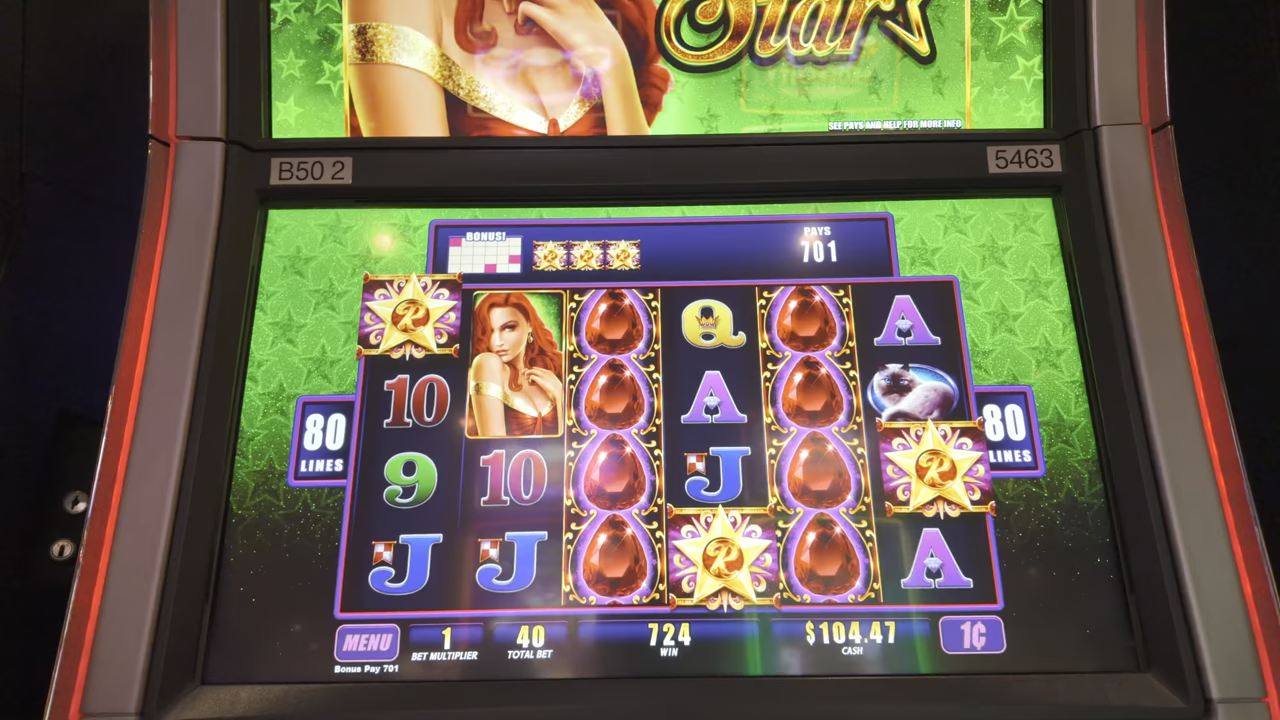 Star
SEE PAYS AND HELP FOR MORE INFO
B50 2
5463
BONUS!
PAYS
701
R
Q
A
10
A
80
LINES
80
LINES
9
10
J
R
J
J
R
A
MENU
1
BET MULTIPLIER
40
TOTAL BET
724
WIN
$104.47
CASH
1¢
Bonus Pay 701